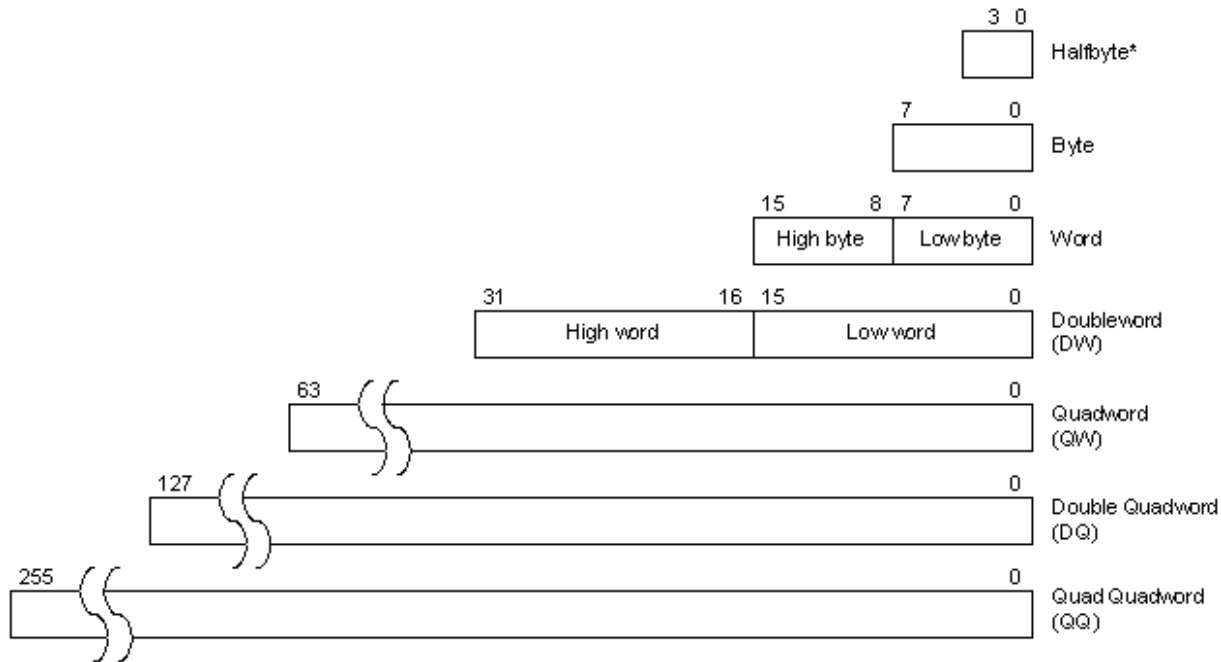 3 0
Halfbyte*
7 0
Byte
15 8 7 0
High byte Low byte Word
31 16 15 0
High word Low word Doubleword
(DW)
63 0
Quadword
(QW)
127 0
Double Quadword
(DQ)
255 0
Quad Quadword
(QQ)